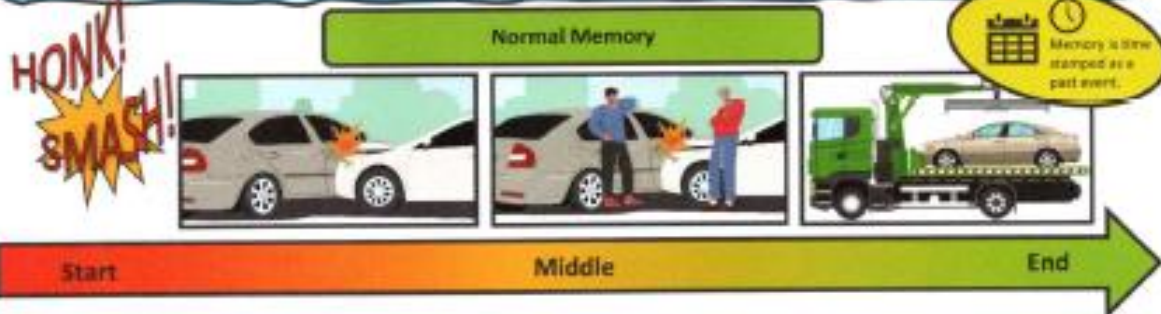 Normal Memory
Memory is time
stamped as a
past event.
HONK!
SMASH!
Start
Middle
End